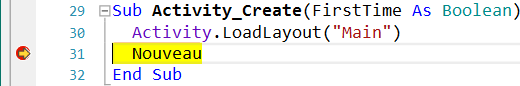 29 Sub Activity_Create(FirstTime As Boolean)
30 Activity.LoadLayout("Main")
31 Nouveau
32 End Sub